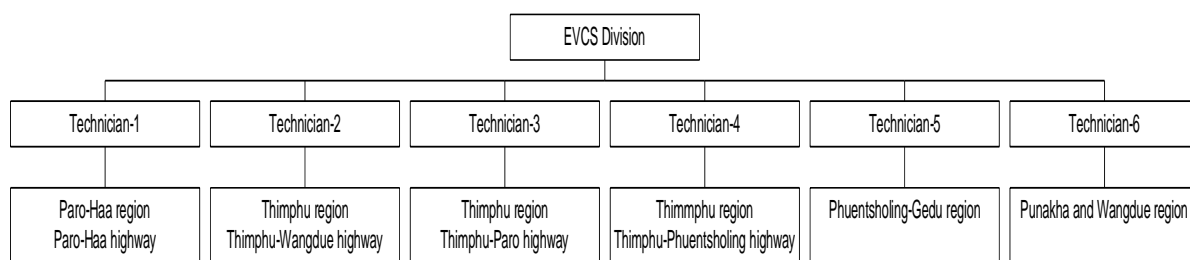 EVCS Division
Technician-1
Technician-2
Technician-3
Technician-4
Technician-5
Technician-6
Paro-Haa region
Paro-Haa highway
Thimphu region
Thimphu-Wangdue highway
Thimphu region
Thimphu-Paro highway
Thimmphu region
Thimphu-Phuentsholing highway
Phuentsholing-Gedu region
Punakha and Wangdue region